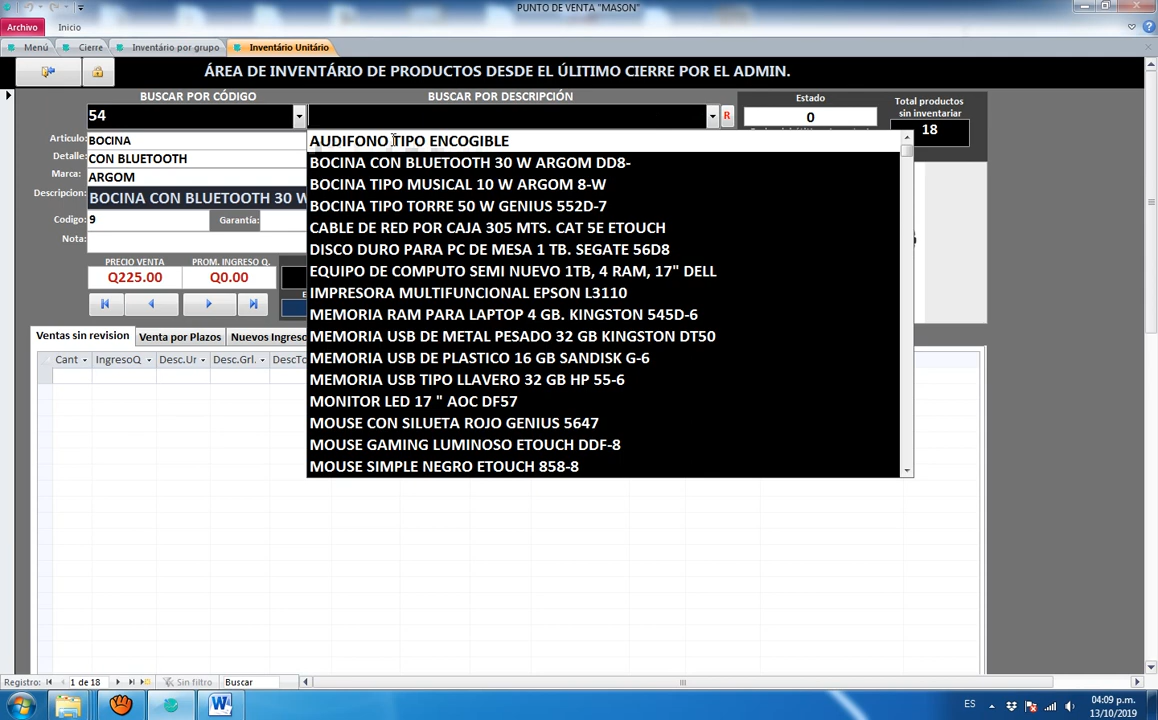 PUNTO DE VENTA "MASON"
Archivo Inicio
Menú Cierre Inventário por grupo Inventário Unitário
ÁREA DE INVENTÁRIO DE PRODUCTOS DESDE EL ÚLITIMO CIERRE POR EL ADMIN.
BUSCAR POR CÓDIGO BUSCAR POR DESCRIPCIÓN Estado Total productos sin inventariar
54 R 0 18
Articulo: BOCINA
Detalle: CON BLUETOOTH
Marca: ARGOM
Descripcion: BOCINA CON BLUETOOTH 30 W
Codigo: 9 Garantía:
Nota:
PRECIO VENTA PROM. INGRESO Q.
Q225.00 Q0.00
AUDIFONO TIPO ENCOGIBLE
BOCINA CON BLUETOOTH 30 W ARGOM DD8-
BOCINA TIPO MUSICAL 10 W ARGOM 8-W
BOCINA TIPO TORRE 50 W GENIUS 552D-7
CABLE DE RED POR CAJA 305 MTS. CAT 5E ETOUCH
DISCO DURO PARA PC DE MESA 1 TB. SEGATE 56D8
EQUIPO DE COMPUTO SEMI NUEVO 1TB, 4 RAM, 17" DELL
IMPRESORA MULTIFUNCIONAL EPSON L3110
MEMORIA RAM PARA LAPTOP 4 GB. KINGSTON 545D-6
MEMORIA USB DE METAL PESADO 32 GB KINGSTON DT50
MEMORIA USB DE PLASTICO 16 GB SANDISK G-6
MEMORIA USB TIPO LLAVERO 32 GB HP 55-6
MONITOR LED 17 " AOC DF57
MOUSE CON SILUETA ROJO GENIUS 5647
MOUSE GAMING LUMINOSO ETOUCH DDF-8
MOUSE SIMPLE NEGRO ETOUCH 858-8
Ventas sin revision Venta por Plazos Nuevos Ingreso
Cant IngresoQ Desc.Ur Desc.Grl. DescTo
Registro: 1 de 18 Sin filtro Buscar
ES 04:09 p.m.
13/10/2019